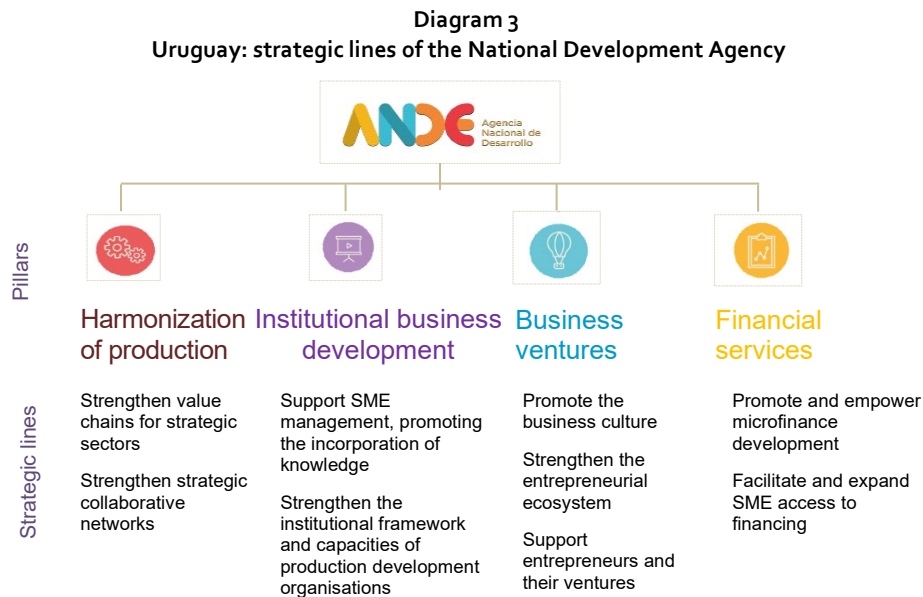 Diagram 3
Uruguay: strategic lines of the National Development Agency
ANDE
Agencia
Nacional de
Desarrollo
Pillars
Harmonization
of production
Institutional business
development
Business
ventures
Financial
services
Strategic lines
Strengthen value
chains for strategic
sectors
Strengthen strategic
collaborative
networks
Support SME
management, promoting
the incorporation of
knowledge
Strengthen the
institutional framework
and capacities of
production development
organisations
Promote the
business culture
Strengthen the
entrepreneurial
ecosystem
Support
entrepreneurs and
their ventures
Promote and empower
microfinance
development
Facilitate and expand
SME access to
financing